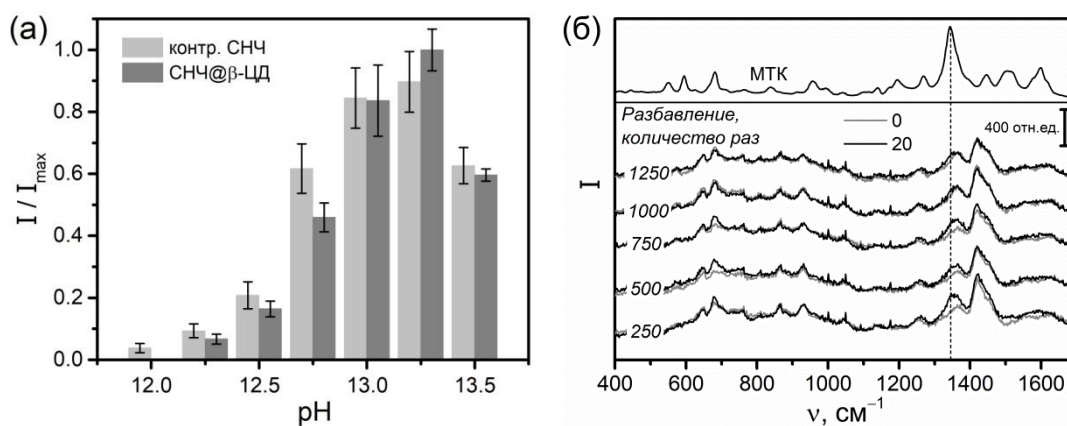 (а)
контр. СНЧ
СНЧ@β-ЦД
1.0
0.8
0.6
0.4
0.2
0.0
I / Imax
12.0 12.5 13.0 13.5
pH
(б)
МТК
Разбавление,
количество раз
0
20
400 отн.ед.
1250
1000
750
500
250
I
400 600 800 1000 1200 1400 1600
ν, см⁻¹